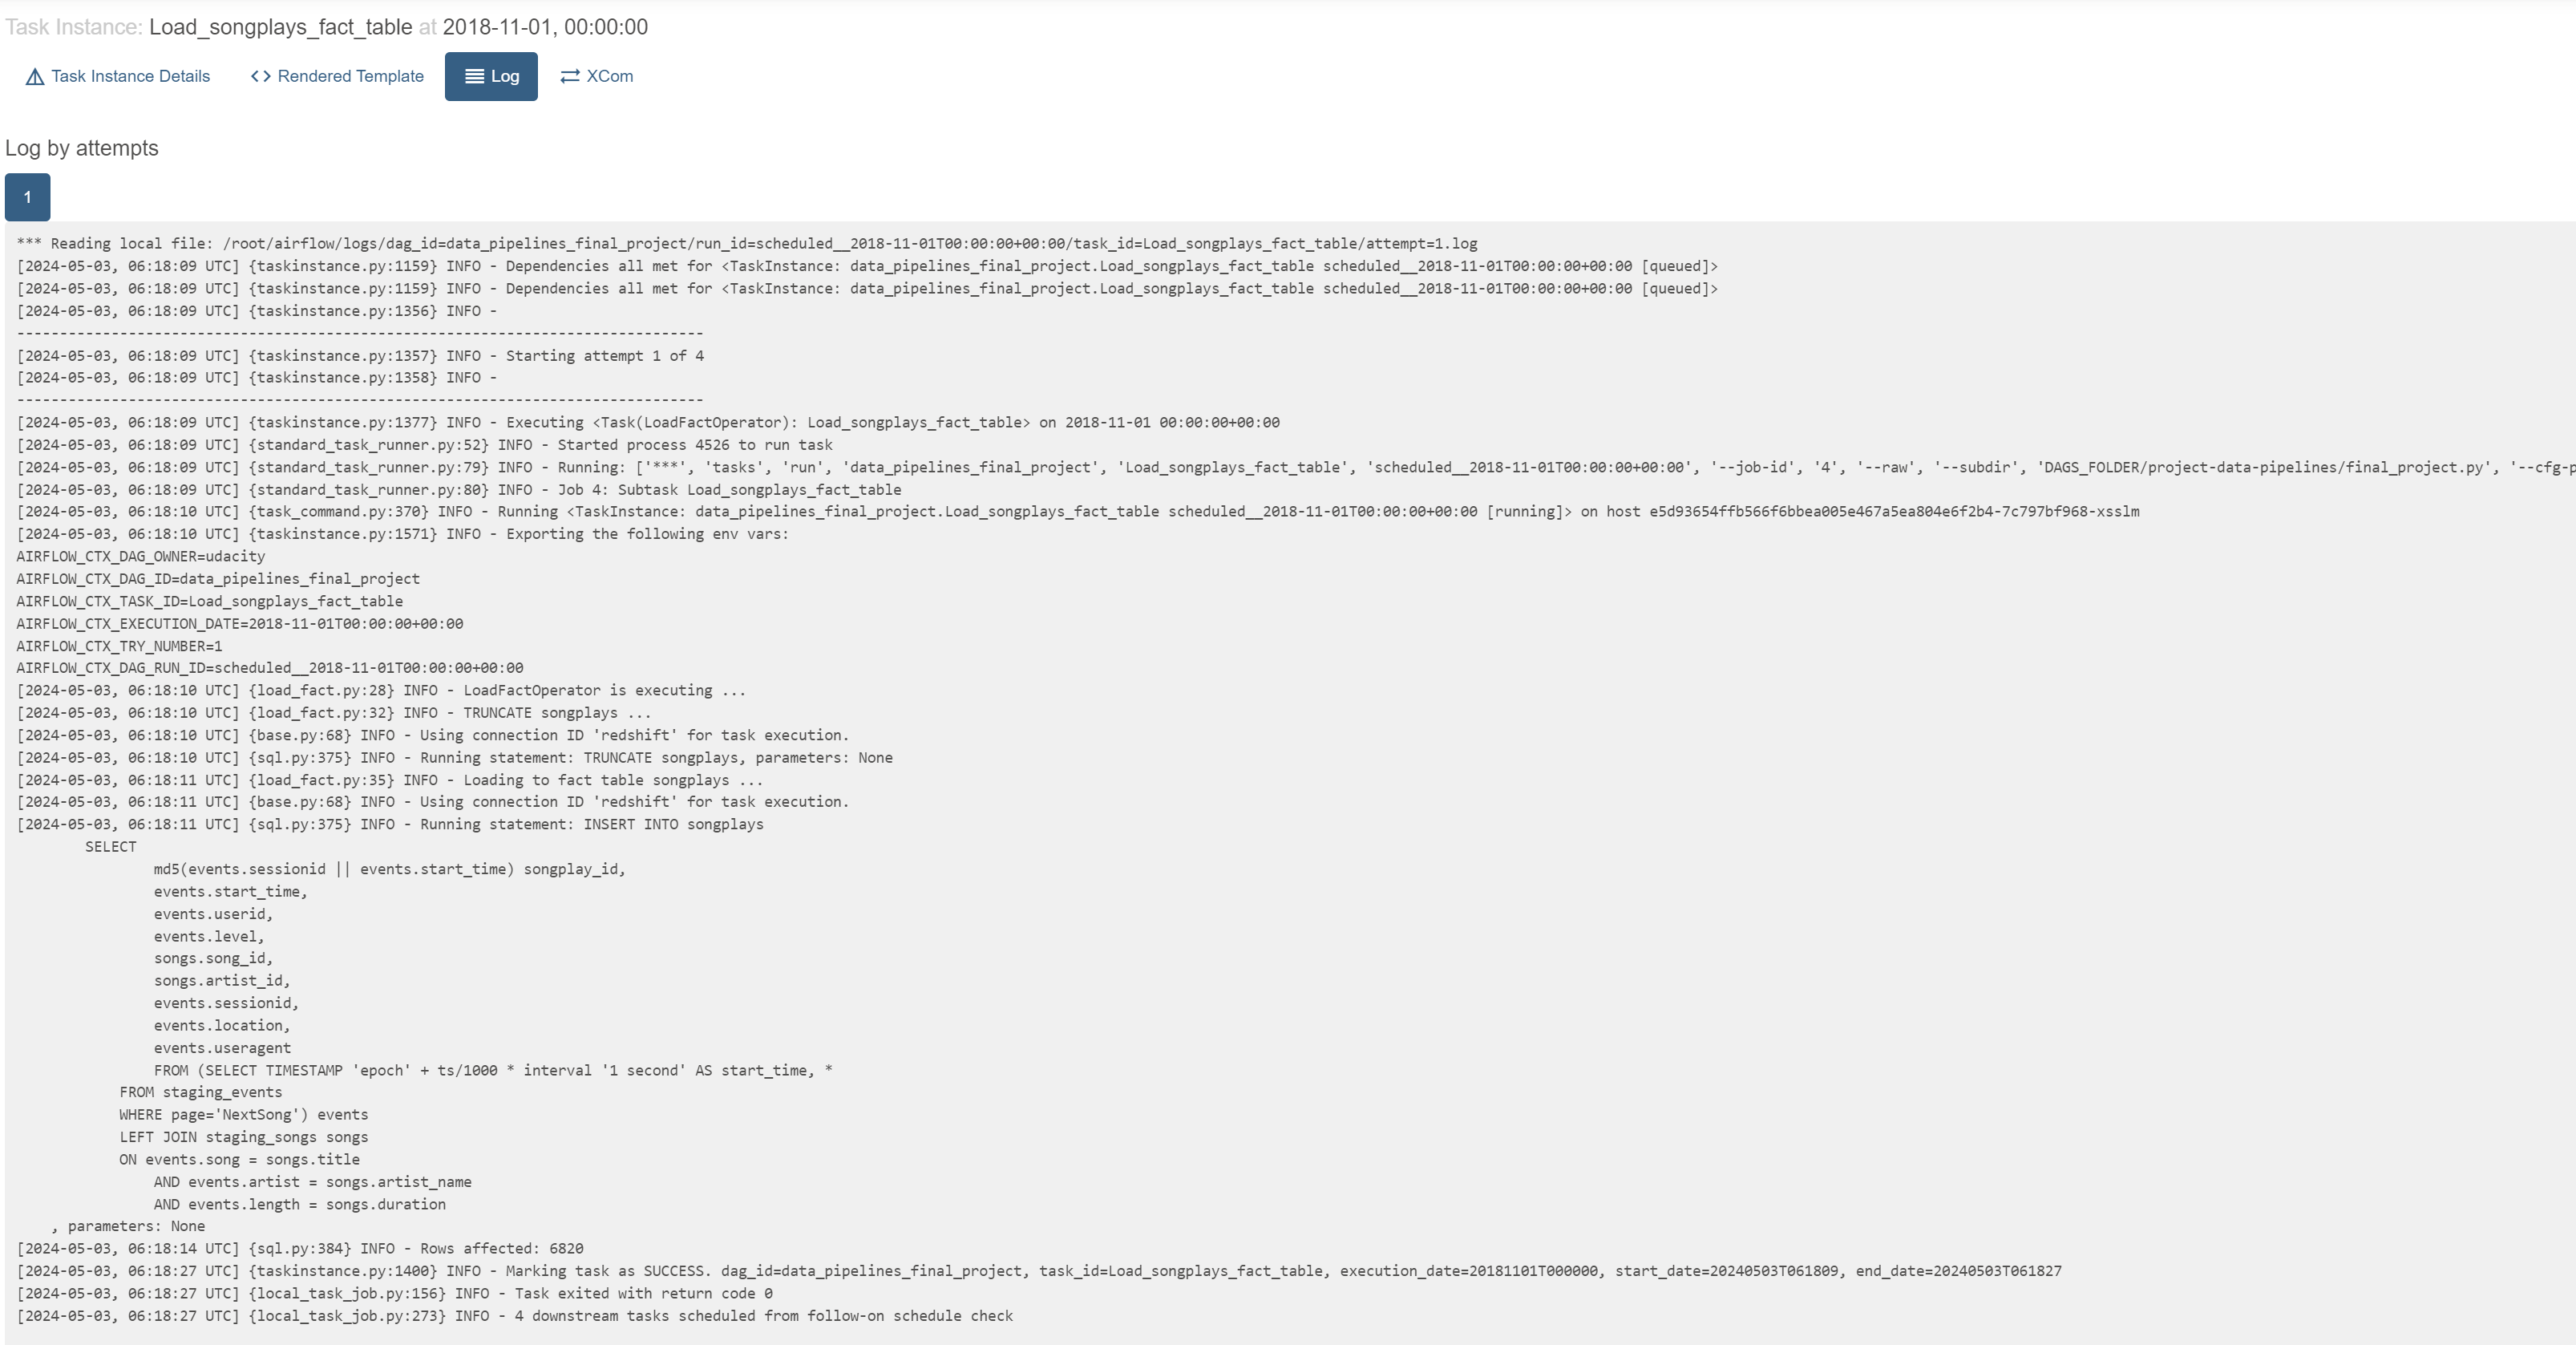 Task Instance: Load_songplays_fact_table at 2018-11-01, 00:00:00
Task Instance Details Rendered Template Log XCom
Log by attempts
1
*** Reading local file: /root/airflow/logs/dag_id=data_pipelines_final_project/run_id=scheduled__2018-11-01T00:00:00+00:00/task_id=Load_songplays_fact_table/attempt=1.log
[2024-05-03, 06:18:09 UTC] {taskinstance.py:1159} INFO - Dependencies all met for <TaskInstance: data_pipelines_final_project.Load_songplays_fact_table scheduled__2018-11-01T00:00:00+00:00 [queued]>
[2024-05-03, 06:18:09 UTC] {taskinstance.py:1159} INFO - Dependencies all met for <TaskInstance: data_pipelines_final_project.Load_songplays_fact_table scheduled__2018-11-01T00:00:00+00:00 [queued]>
[2024-05-03, 06:18:09 UTC] {taskinstance.py:1356} INFO -
--------------------------------------------------------------------------------
[2024-05-03, 06:18:09 UTC] {taskinstance.py:1357} INFO - Starting attempt 1 of 4
[2024-05-03, 06:18:09 UTC] {taskinstance.py:1358} INFO -
--------------------------------------------------------------------------------
[2024-05-03, 06:18:09 UTC] {taskinstance.py:1377} INFO - Executing <Task(LoadFactOperator): Load_songplays_fact_table> on 2018-11-01 00:00:00+00:00
[2024-05-03, 06:18:09 UTC] {standard_task_runner.py:52} INFO - Started process 4526 to run task
[2024-05-03, 06:18:09 UTC] {standard_task_runner.py:79} INFO - Running: ['***', 'tasks', 'run', 'data_pipelines_final_project', 'Load_songplays_fact_table', 'scheduled__2018-11-01T00:00:00+00:00', '--job-id', '4', '--raw', '--subdir', 'DAGS_FOLDER/project-data-pipelines/final_project.py', '--cfg-p
[2024-05-03, 06:18:09 UTC] {standard_task_runner.py:80} INFO - Job 4: Subtask Load_songplays_fact_table
[2024-05-03, 06:18:10 UTC] {task_command.py:370} INFO - Running <TaskInstance: data_pipelines_final_project.Load_songplays_fact_table scheduled__2018-11-01T00:00:00+00:00 [running]> on host e5d93654ffb566f6bbea005e467a5ea804e6f2b4-7c797bf968-xsslm
[2024-05-03, 06:18:10 UTC] {taskinstance.py:1571} INFO - Exporting the following env vars:
AIRFLOW_CTX_DAG_OWNER=udacity
AIRFLOW_CTX_DAG_ID=data_pipelines_final_project
AIRFLOW_CTX_TASK_ID=Load_songplays_fact_table
AIRFLOW_CTX_EXECUTION_DATE=2018-11-01T00:00:00+00:00
AIRFLOW_CTX_TRY_NUMBER=1
AIRFLOW_CTX_DAG_RUN_ID=scheduled__2018-11-01T00:00:00+00:00
[2024-05-03, 06:18:10 UTC] {load_fact.py:28} INFO - LoadFactOperator is executing ...
[2024-05-03, 06:18:10 UTC] {load_fact.py:32} INFO - TRUNCATE songplays ...
[2024-05-03, 06:18:10 UTC] {base.py:68} INFO - Using connection ID 'redshift' for task execution.
[2024-05-03, 06:18:10 UTC] {sql.py:375} INFO - Running statement: TRUNCATE songplays, parameters: None
[2024-05-03, 06:18:11 UTC] {load_fact.py:35} INFO - Loading to fact table songplays ...
[2024-05-03, 06:18:11 UTC] {base.py:68} INFO - Using connection ID 'redshift' for task execution.
[2024-05-03, 06:18:11 UTC] {sql.py:375} INFO - Running statement: INSERT INTO songplays
SELECT
md5(events.sessionid || events.start_time) songplay_id,
events.start_time,
events.userid,
events.level,
songs.song_id,
songs.artist_id,
events.sessionid,
events.location,
events.useragent
FROM (SELECT TIMESTAMP 'epoch' + ts/1000 * interval '1 second' AS start_time, *
FROM staging_events
WHERE page='NextSong') events
LEFT JOIN staging_songs songs
ON events.song = songs.title
AND events.artist = songs.artist_name
AND events.length = songs.duration
, parameters: None
[2024-05-03, 06:18:14 UTC] {sql.py:384} INFO - Rows affected: 6820
[2024-05-03, 06:18:27 UTC] {taskinstance.py:1400} INFO - Marking task as SUCCESS. dag_id=data_pipelines_final_project, task_id=Load_songplays_fact_table, execution_date=20181101T000000, start_date=20240503T061809, end_date=20240503T061827
[2024-05-03, 06:18:27 UTC] {local_task_job.py:156} INFO - Task exited with return code 0
[2024-05-03, 06:18:27 UTC] {local_task_job.py:273} INFO - 4 downstream tasks scheduled from follow-on schedule check